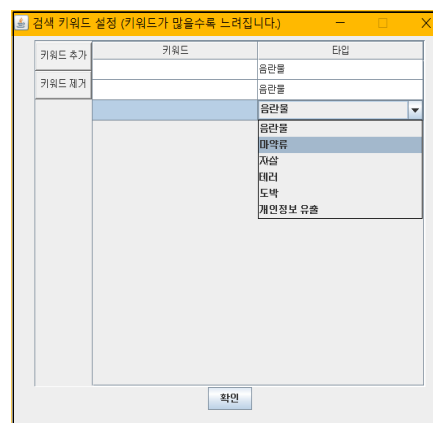 검색 키워드 설정 (키워드가 많을수록 느려집니다.)
키워드 추가
키워드 제거
키워드 타입
음란물
음란물
음란물
음란물
마약류
자살
테러
도박
개인정보 유출
확인